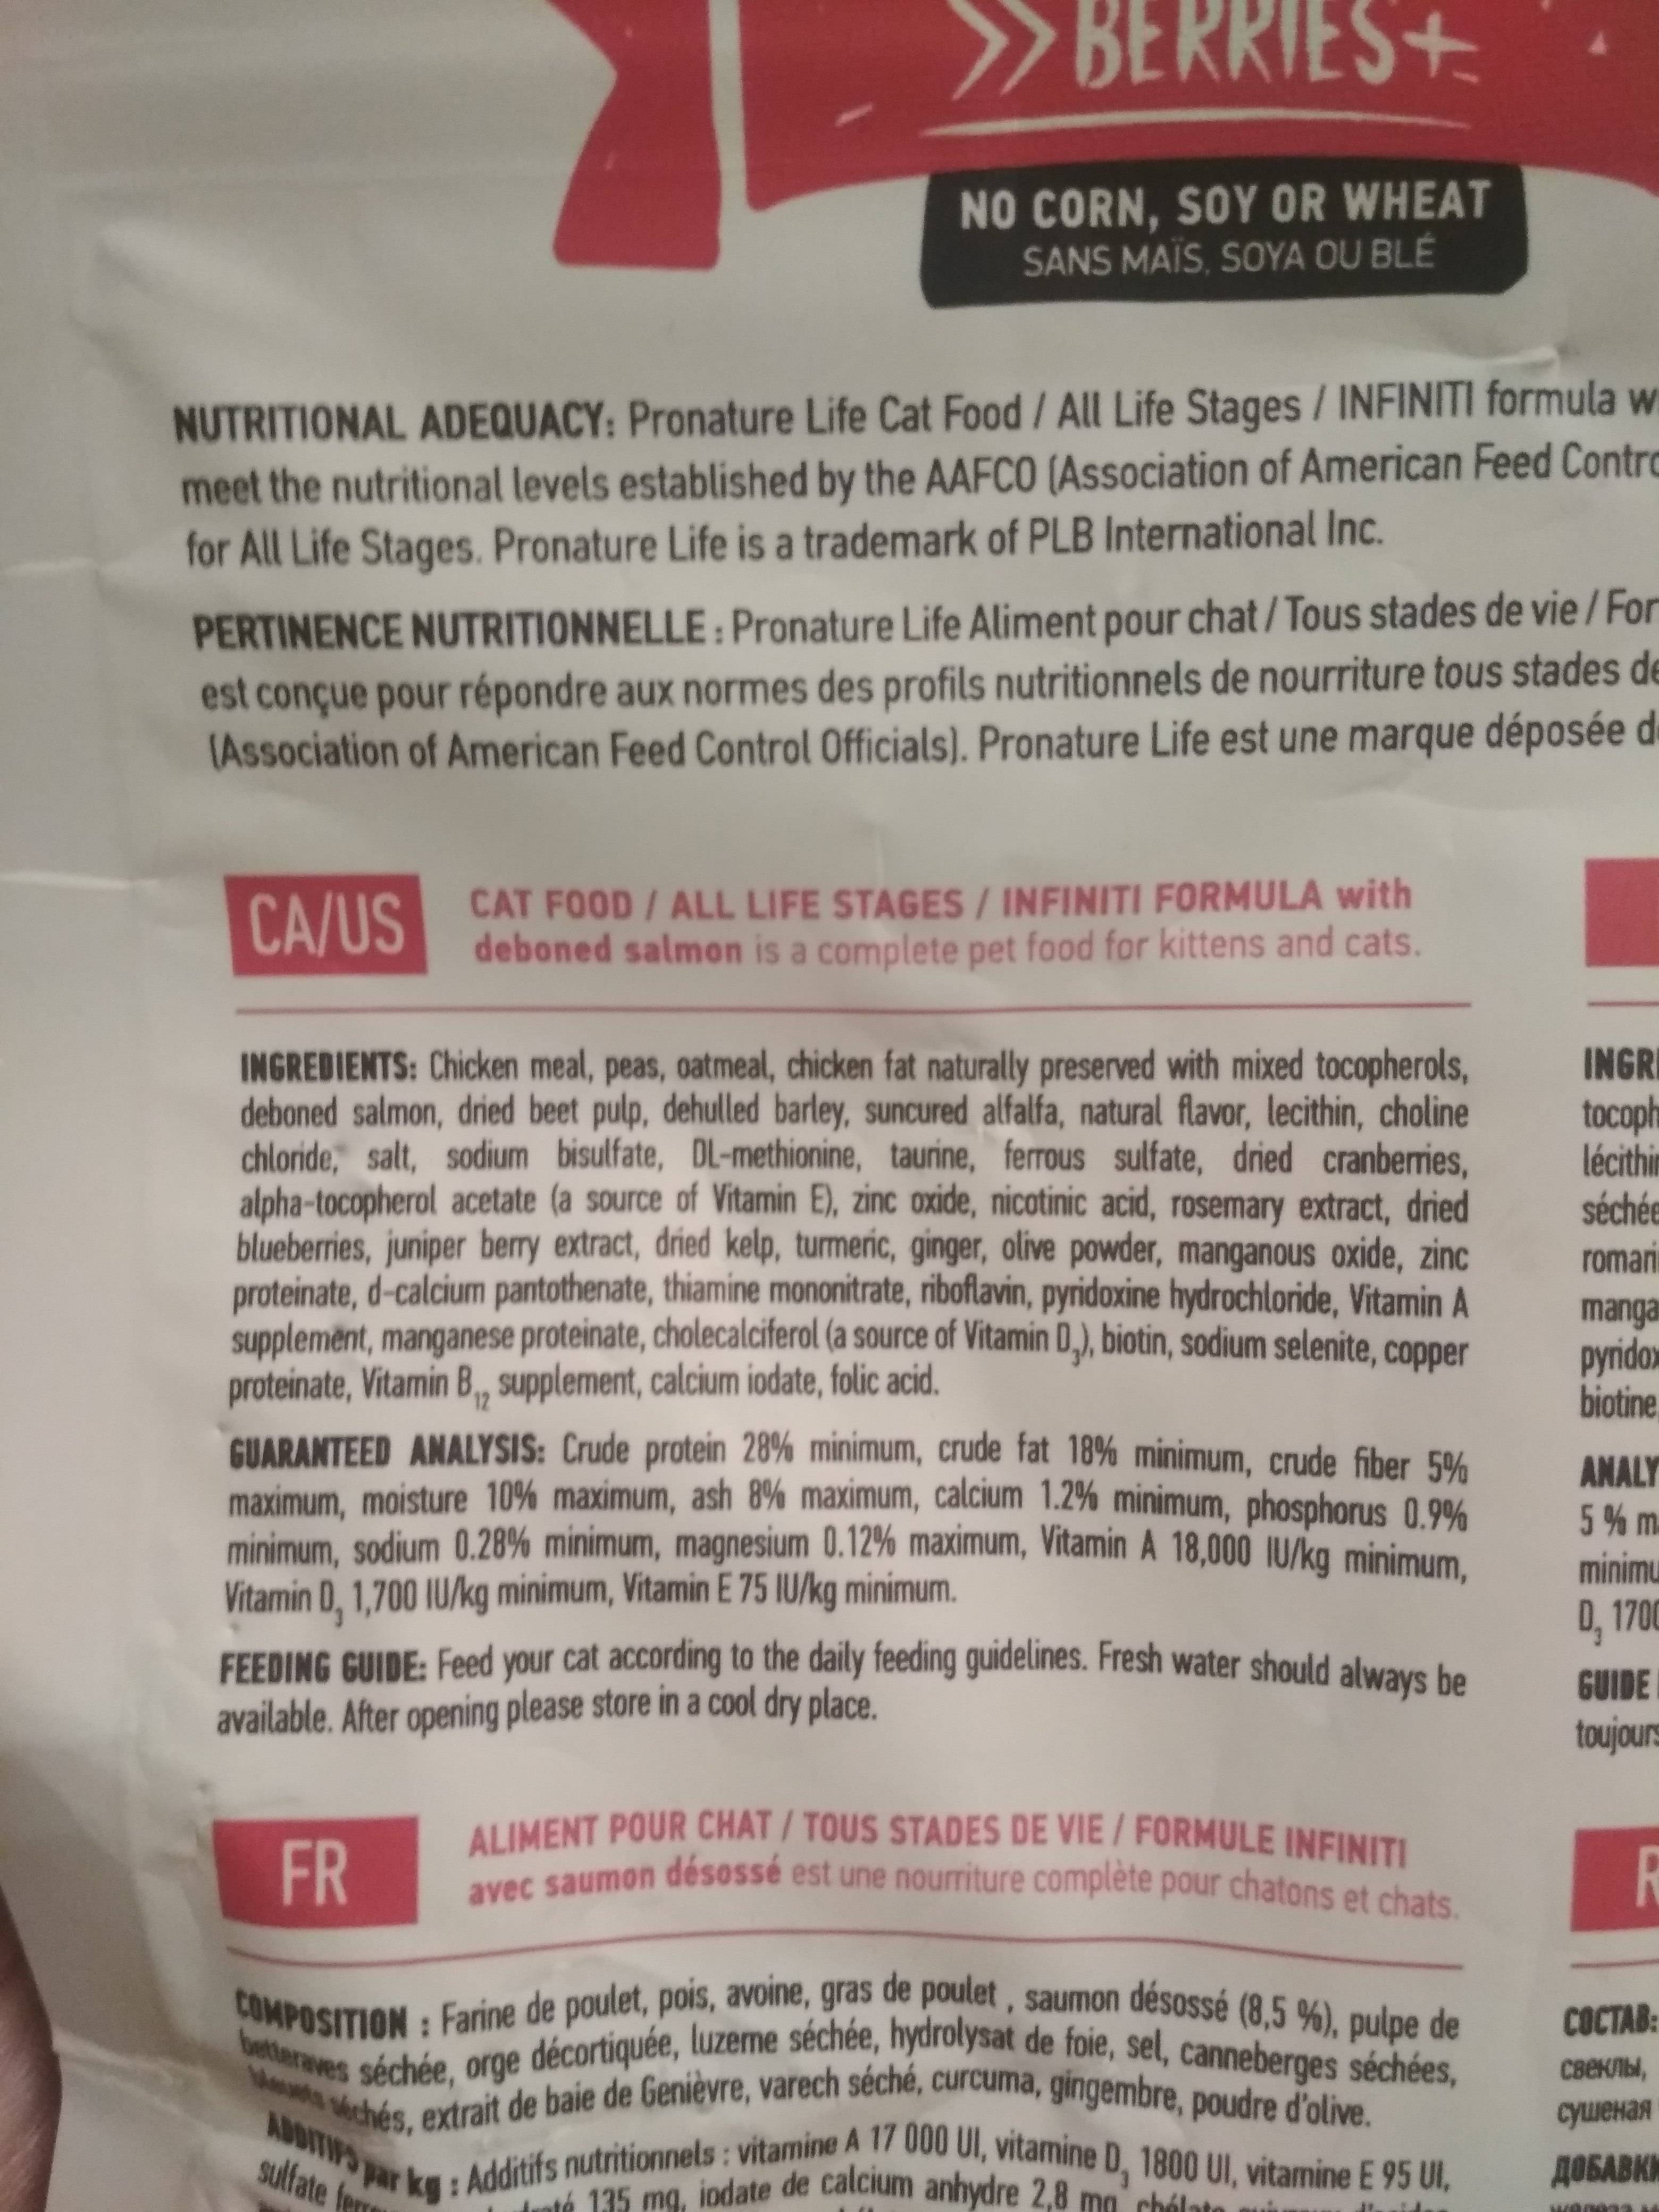 >> BERRIES+
NO CORN, SOY OR WHEAT
SANS MAÏS, SOYA OU BLÉ
NUTRITIONAL ADEQUACY: Pronature Life Cat Food / All Life Stages / INFINITI formula
meet the nutritional levels established by the AAFCO (Association of American Feed
for All Life Stages. Pronature Life is a trademark of PLB International Inc.
PERTINENCE NUTRITIONNELLE : Pronature Life Aliment pour chat / Tous stades de vie /
est conçue pour répondre aux normes des profils nutritionnels de nourriture tous stades
(Association of American Feed Control Officials). Pronature Life est une marque déposée
CA/US
CAT FOOD / ALL LIFE STAGES / INFINITI FORMULA with
deboned salmon is a complete pet food for kittens and cats.
INGREDIENTS: Chicken meal, peas, oatmeal, chicken fat naturally preserved with mixed tocopherols,
deboned salmon, dried beet pulp, dehulled barley, suncured alfalfa, natural flavor, lecithin, choline
chloride, salt, sodium bisulfate, DL-methionine, taurine, ferrous sulfate, dried cranberries,
alpha-tocopherol acetate (a source of Vitamin E), zinc oxide, nicotinic acid, rosemary extract, dried
blueberries, juniper berry extract, dried kelp, turmeric, ginger, olive powder, manganous oxide, zinc
proteinate, d-calcium pantothenate, thiamine mononitrate, riboflavin, pyridoxine hydrochloride, Vitamin A
supplement, manganese proteinate, cholecalciferol (a source of Vitamin D₃), biotin, sodium selenite, copper
proteinate, Vitamin B₁₂ supplement, calcium iodate, folic acid.
GUARANTEED ANALYSIS: Crude protein 28% minimum, crude fat 18% minimum, crude fiber 5%
maximum, moisture 10% maximum, ash 8% maximum, calcium 1.2% minimum, phosphorus 0.9%
minimum, sodium 0.28% minimum, magnesium 0.12% maximum, Vitamin A 18,000 IU/kg minimum,
Vitamin D₃ 1,700 IU/kg minimum, Vitamin E 75 IU/kg minimum.
FEEDING GUIDE: Feed your cat according to the daily feeding guidelines. Fresh water should always be
available. After opening please store in a cool dry place.
FR
ALIMENT POUR CHAT / TOUS STADES DE VIE / FORMULE INFINITI
avec saumon désossé est une nourriture complète pour chatons et chats.
COMPOSITION : Farine de poulet, pois, avoine, gras de poulet , saumon désossé (8,5 %), pulpe de
betteraves séchée, orge décortiquée, luzerne séchée, hydrolysat de foie, sel, canneberges séchées,
bleuets séchés, extrait de baie de Genièvre, varech séché, curcuma, gingembre, poudre d'olive.
ADDITIFS par kg : Additifs nutritionnels : vitamine A 17 000 UI, vitamine D₃ 1800 UI, vitamine E 95 UI,
sulfate 135 mg, iodate de calcium anhydre 2,8 mg,
ANALY
5 % m
D₃ 1700
GUIDE
toujours
СОСТАВ:
свеклы,
сушеная
ДОБАВКИ